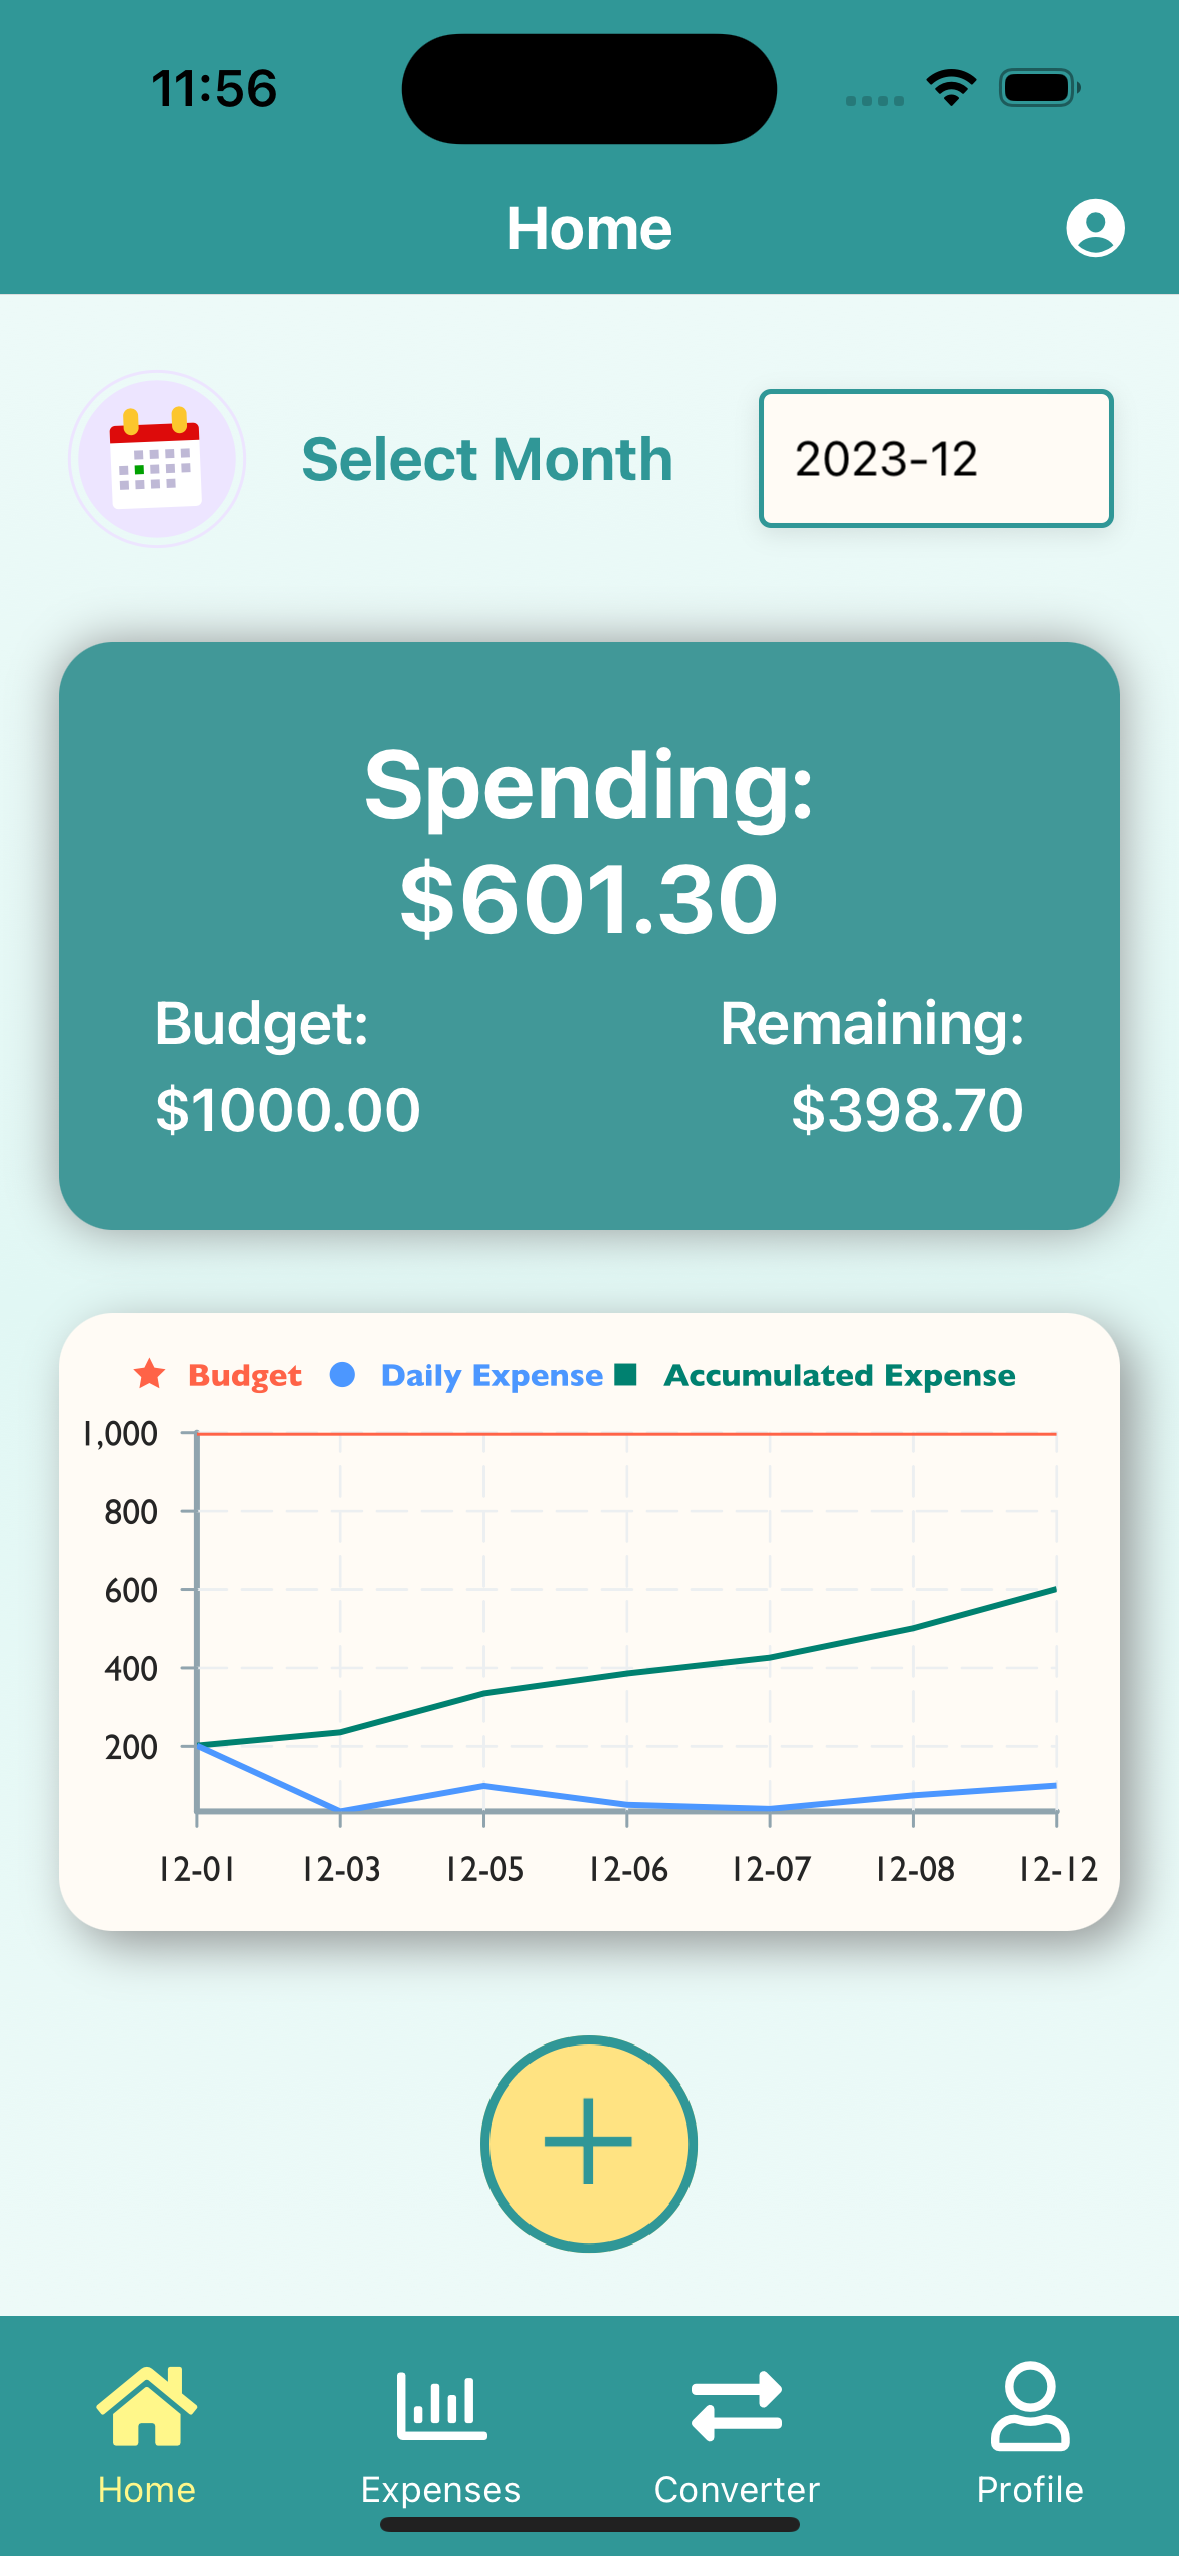 11:56
Home
Select Month
2023-12
Spending:
$601.30
Budget:
Remaining:
$1000.00
$398.70
Budget
Daily Expense
Accumulated Expense
1,000
800
600
400
200
12-01
12-03
12-05
12-06
12-07
12-08
12-12
Home
Expenses
Converter
Profile